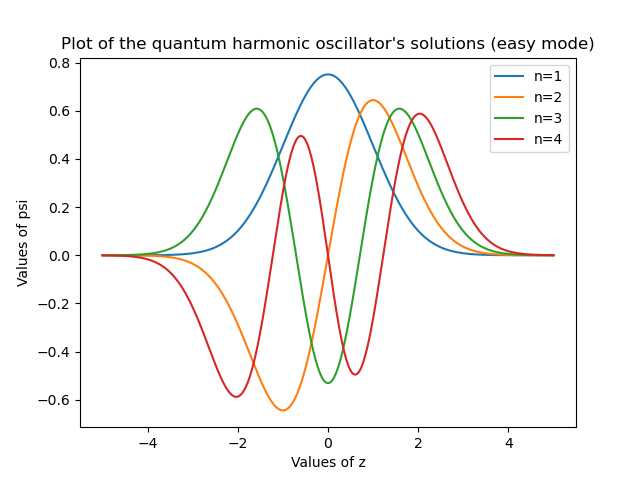 Plot of the quantum harmonic oscillator's solutions (easy mode)
n=1
n=2
n=3
n=4
0.8
0.6
0.4
0.2
0.0
−0.2
−0.4
−0.6
Values of psi
−4
−2
0
2
4
Values of z